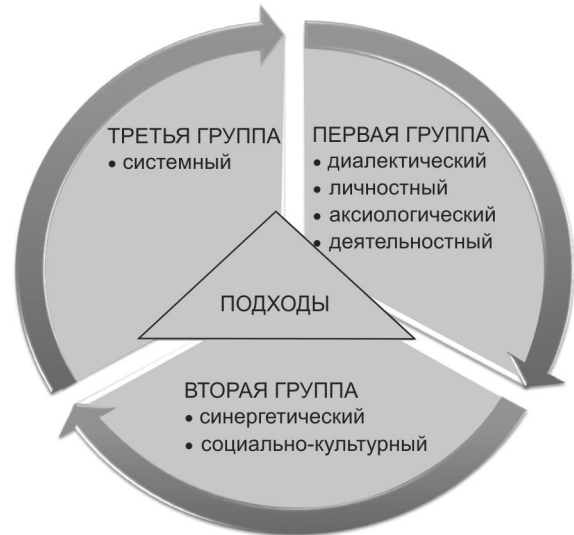 ТРЕТЬЯ ГРУППА
• системный
ПЕРВАЯ ГРУППА
• диалектический
• личностный
• аксиологический
• деятельностный
ПОДХОДЫ
ВТОРАЯ ГРУППА
• синергетический
• социально-культурный